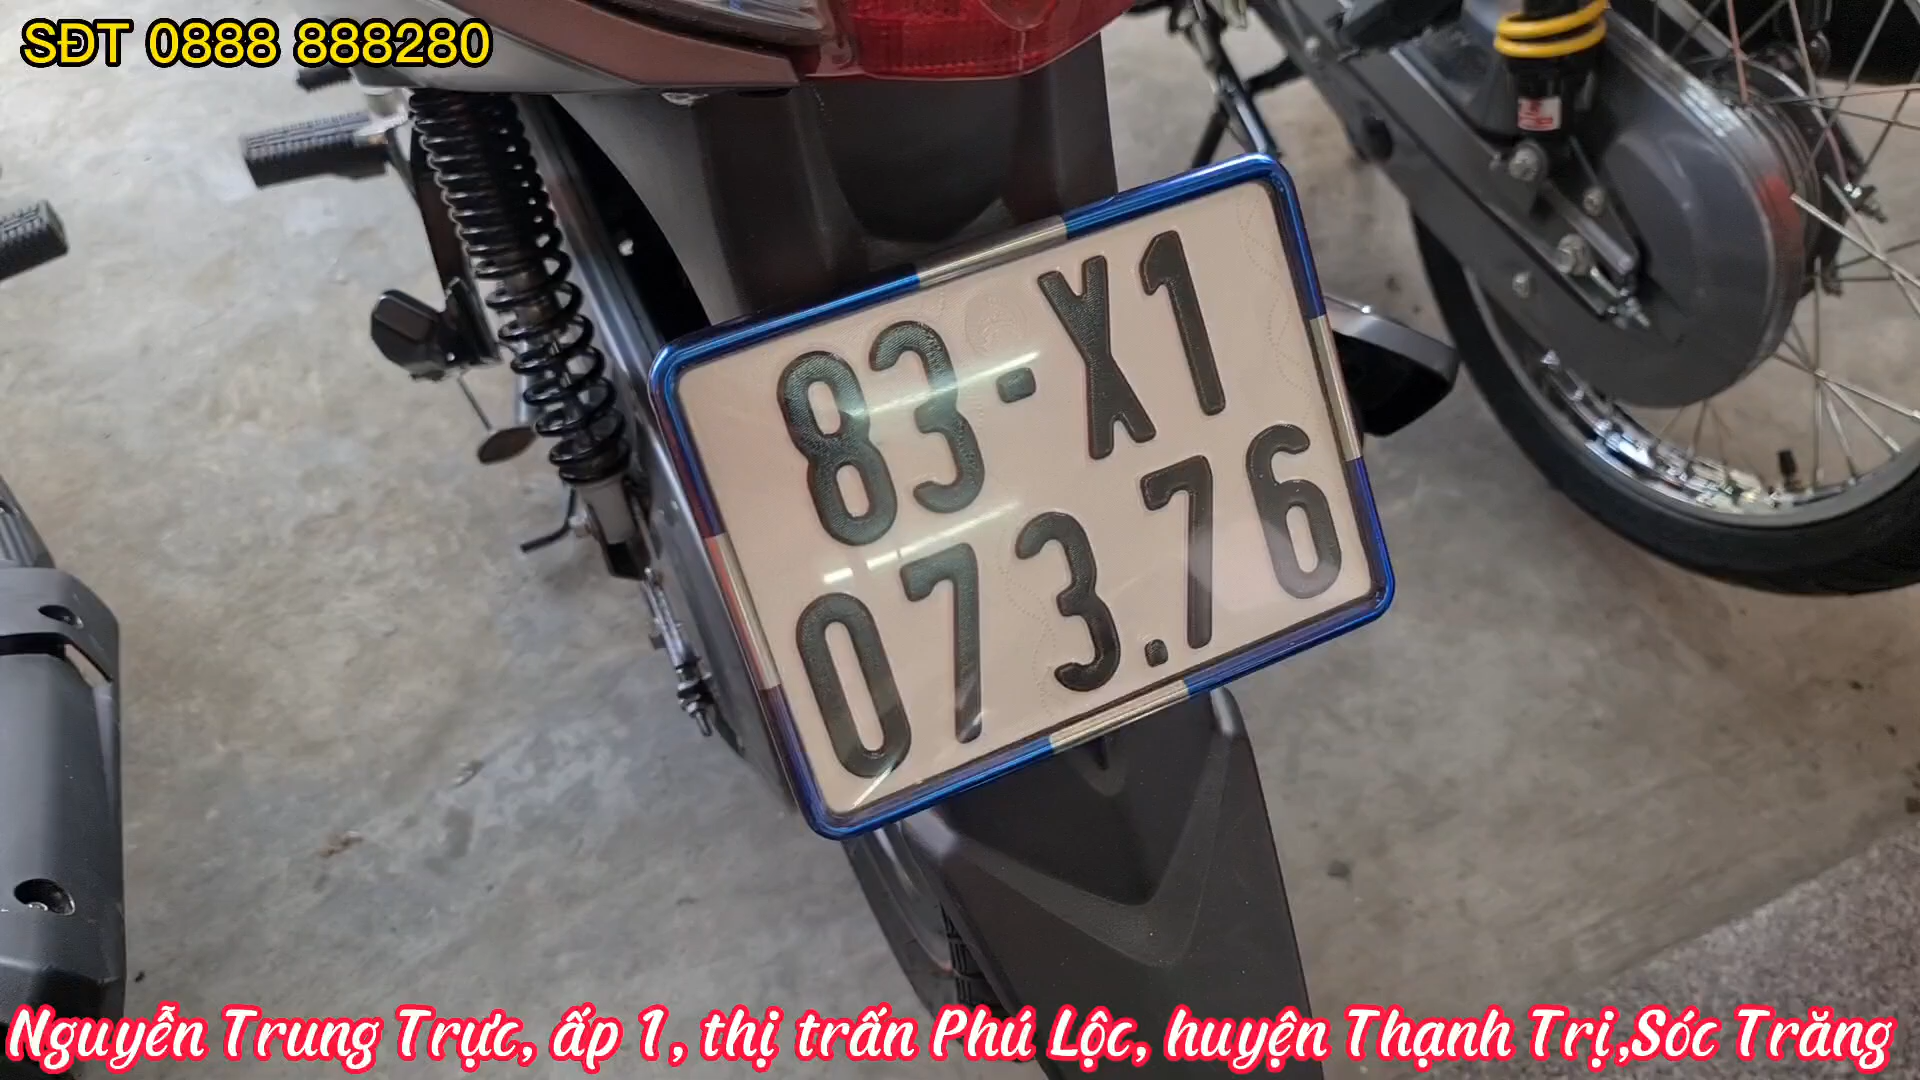 SĐT 0888 888280
83-X1
073.76
Nguyễn Trung Trực, ấp 1, thị trấn Phú Lộc, huyện Thạnh Trị,Sóc Trăng